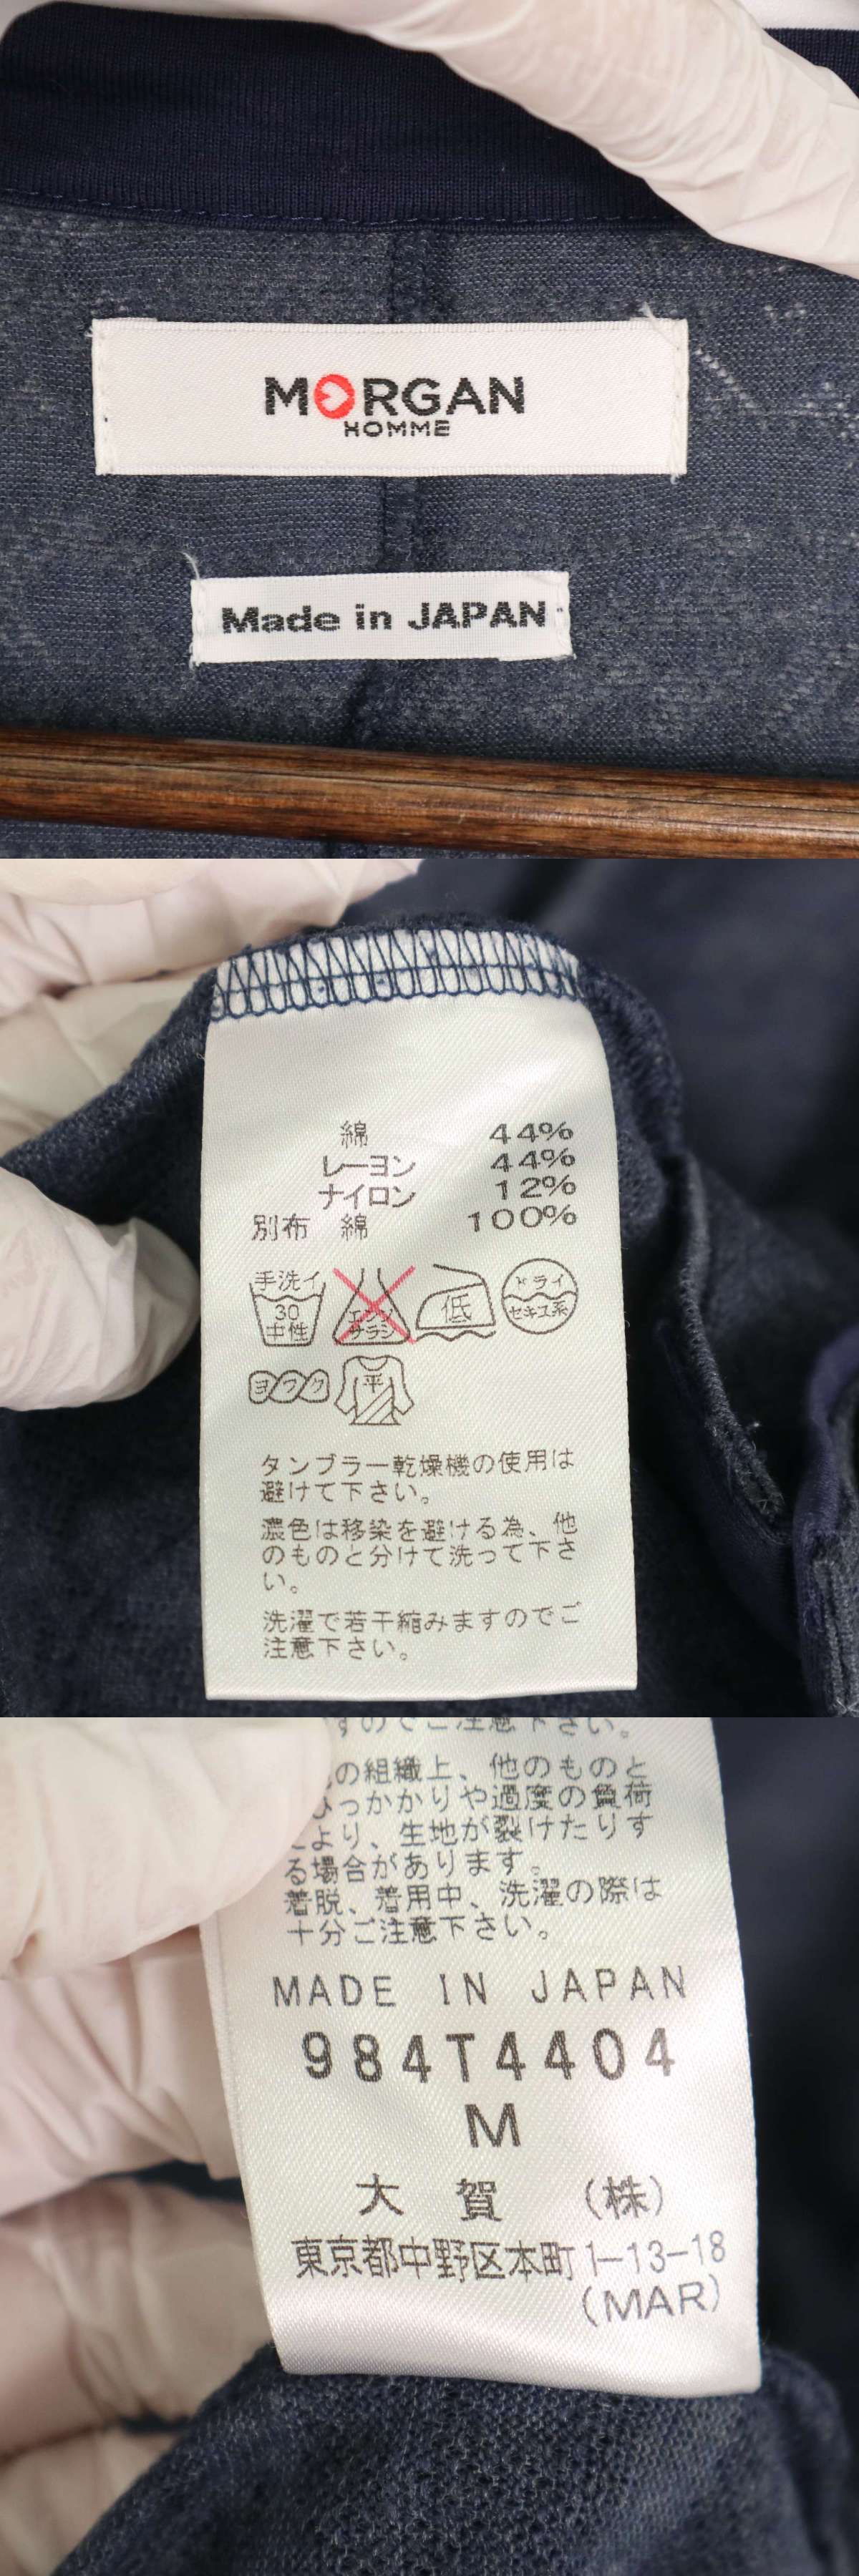 MORGAN
HOMME
Made in JAPAN
綿 44%
レーヨン 44%
ナイロン 12%
別布 綿 100%
手洗イ
30
中性
エンソ
サラシ
低
ドライ
セキユ系
ヨワク
平
タンブラー乾燥機の使用は
避けて下さい。
濃色は移染を避ける為、他
のものと分けて洗って下さ
い。
洗濯で若干縮みますのでご
注意下さい。
すのでご注意下さい。
の組織上、他のものと
ひっかかりや過度の負荷
により、生地が裂けたりす
る場合があります。
着脱、着用中、洗濯の際は
十分ご注意下さい。
MADE IN JAPAN
984T4404
M
大 賀 (株)
東京都中野区本町1-13-18
(MAR)